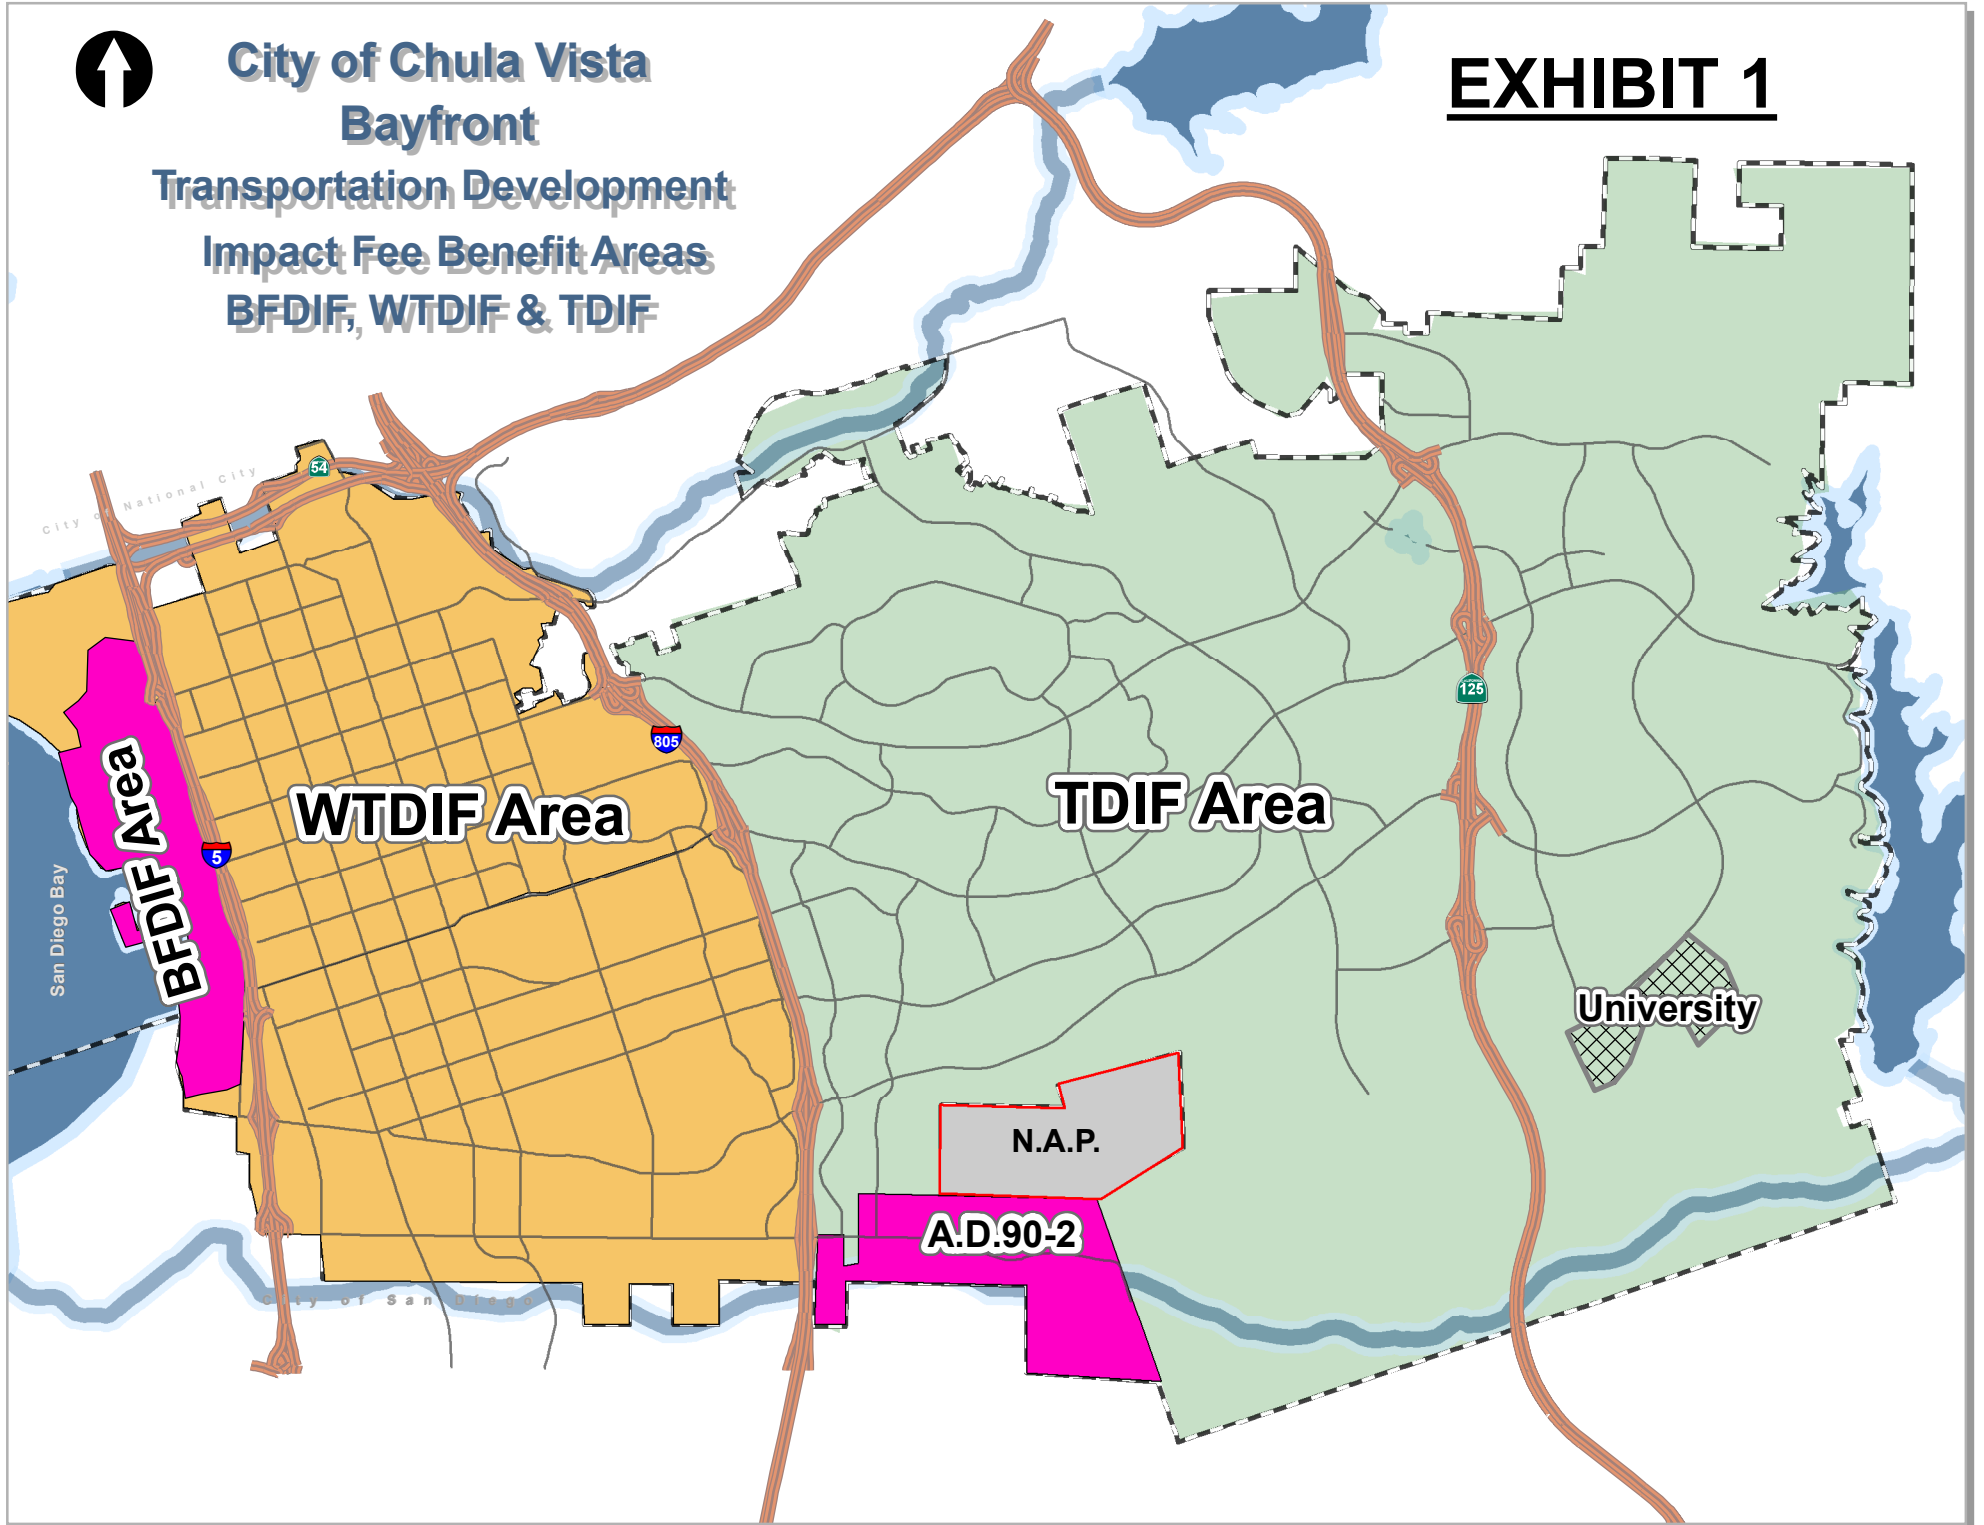 City of Chula Vista
Bayfront
Transportation Development
Impact Fee Benefit Areas
BFDIF, WTDIF & TDIF
EXHIBIT 1
54
City of National City
805
CALIFORNIA
125
BFDIF Area
WTDIF Area
TDIF Area
5
San Diego Bay
University
N.A.P.
A.D.90-2
City of San Diego